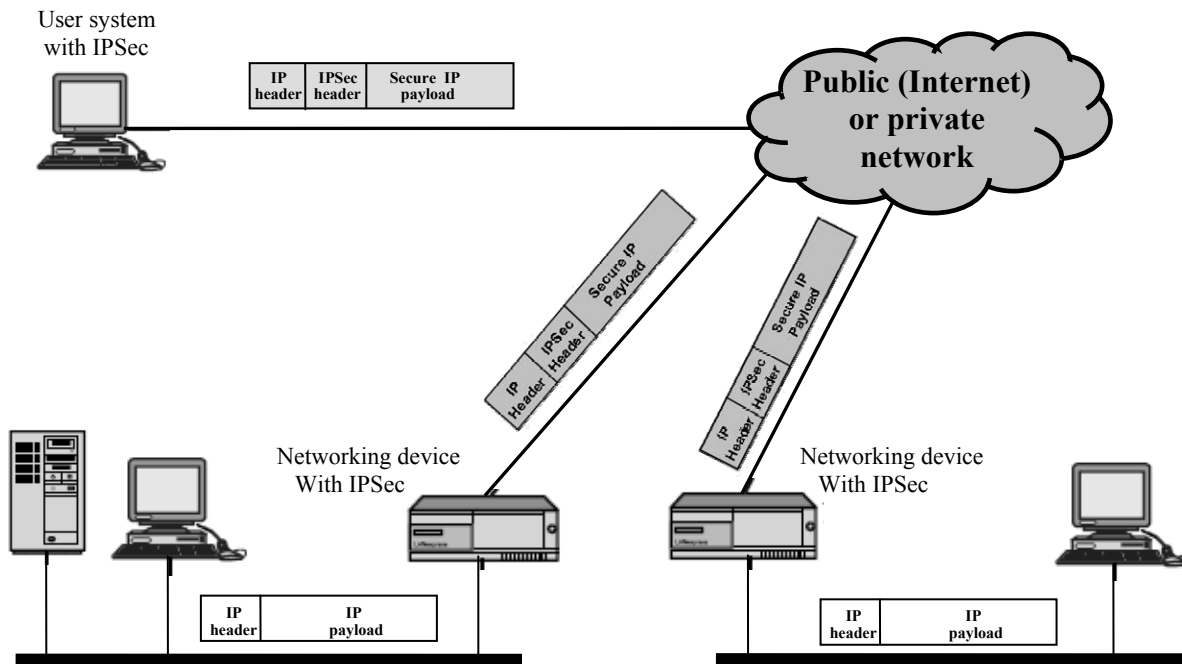 User system
with IPSec
IP
header
IPSec
header
Secure IP
payload
Public (Internet)
or private
network
IP
Header
IPSec
Header
Secure IP
Payload
IP
Header
IPSec
Header
Secure IP
Payload
Networking device
With IPSec
Networking device
With IPSec
IP
header
IP
payload
IP
header
IP
payload